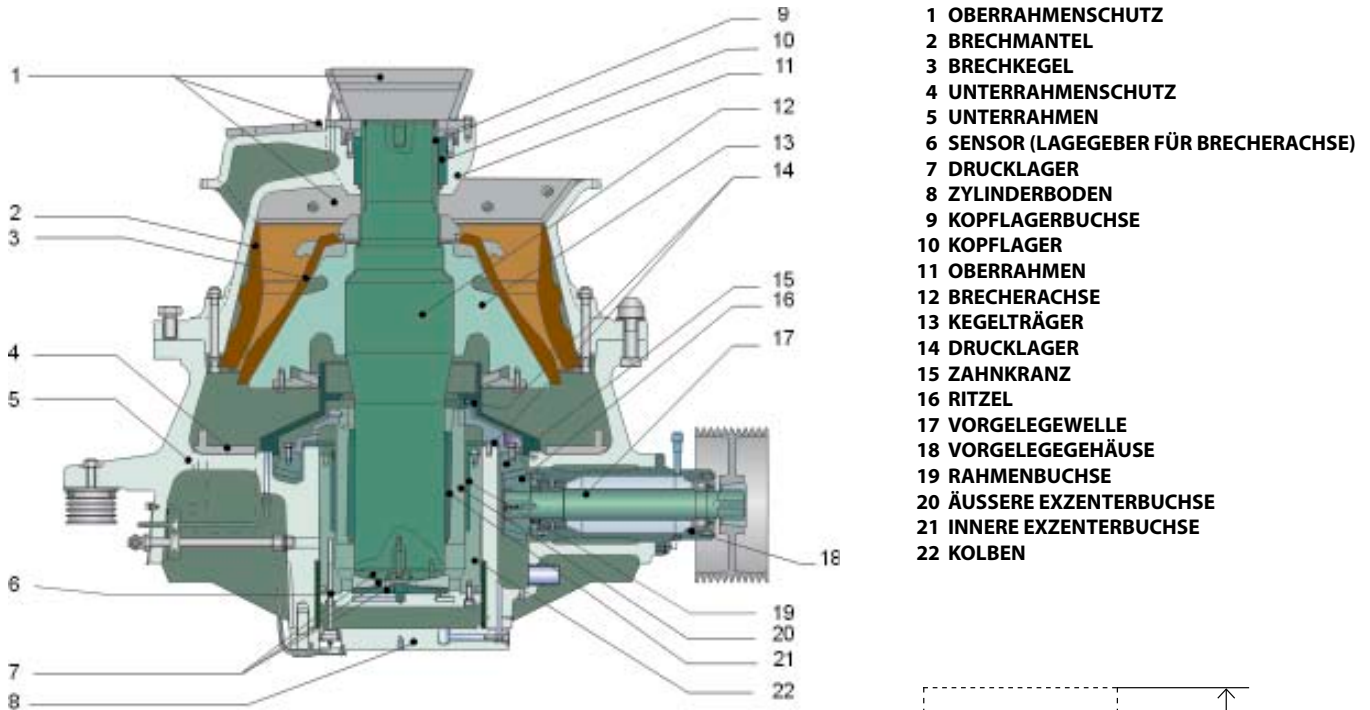 1
2
3
4
5
6
7
8
9
10
11
12
13
14
15
16
17
18
19
20
21
22
1 OBERRAHMENSCHUTZ
2 BRECHMANTEL
3 BRECHKEGEL
4 UNTERRAHMENSCHUTZ
5 UNTERRAHMEN
6 SENSOR (LAGEGEBER FÜR BRECHERACHSE)
7 DRUCKLAGER
8 ZYLINDERBODEN
9 KOPFLAGERBUCHSE
10 KOPFLAGER
11 OBERRAHMEN
12 BRECHERACHSE
13 KEGELTRÄGER
14 DRUCKLAGER
15 ZAHNKRANZ
16 RITZEL
17 VORGELEGEWELLE
18 VORGELEGEGEHÄUSE
19 RAHMENBUCHSE
20 ÄUSSERE EXZENTERBUCHSE
21 INNERE EXZENTERBUCHSE
22 KOLBEN